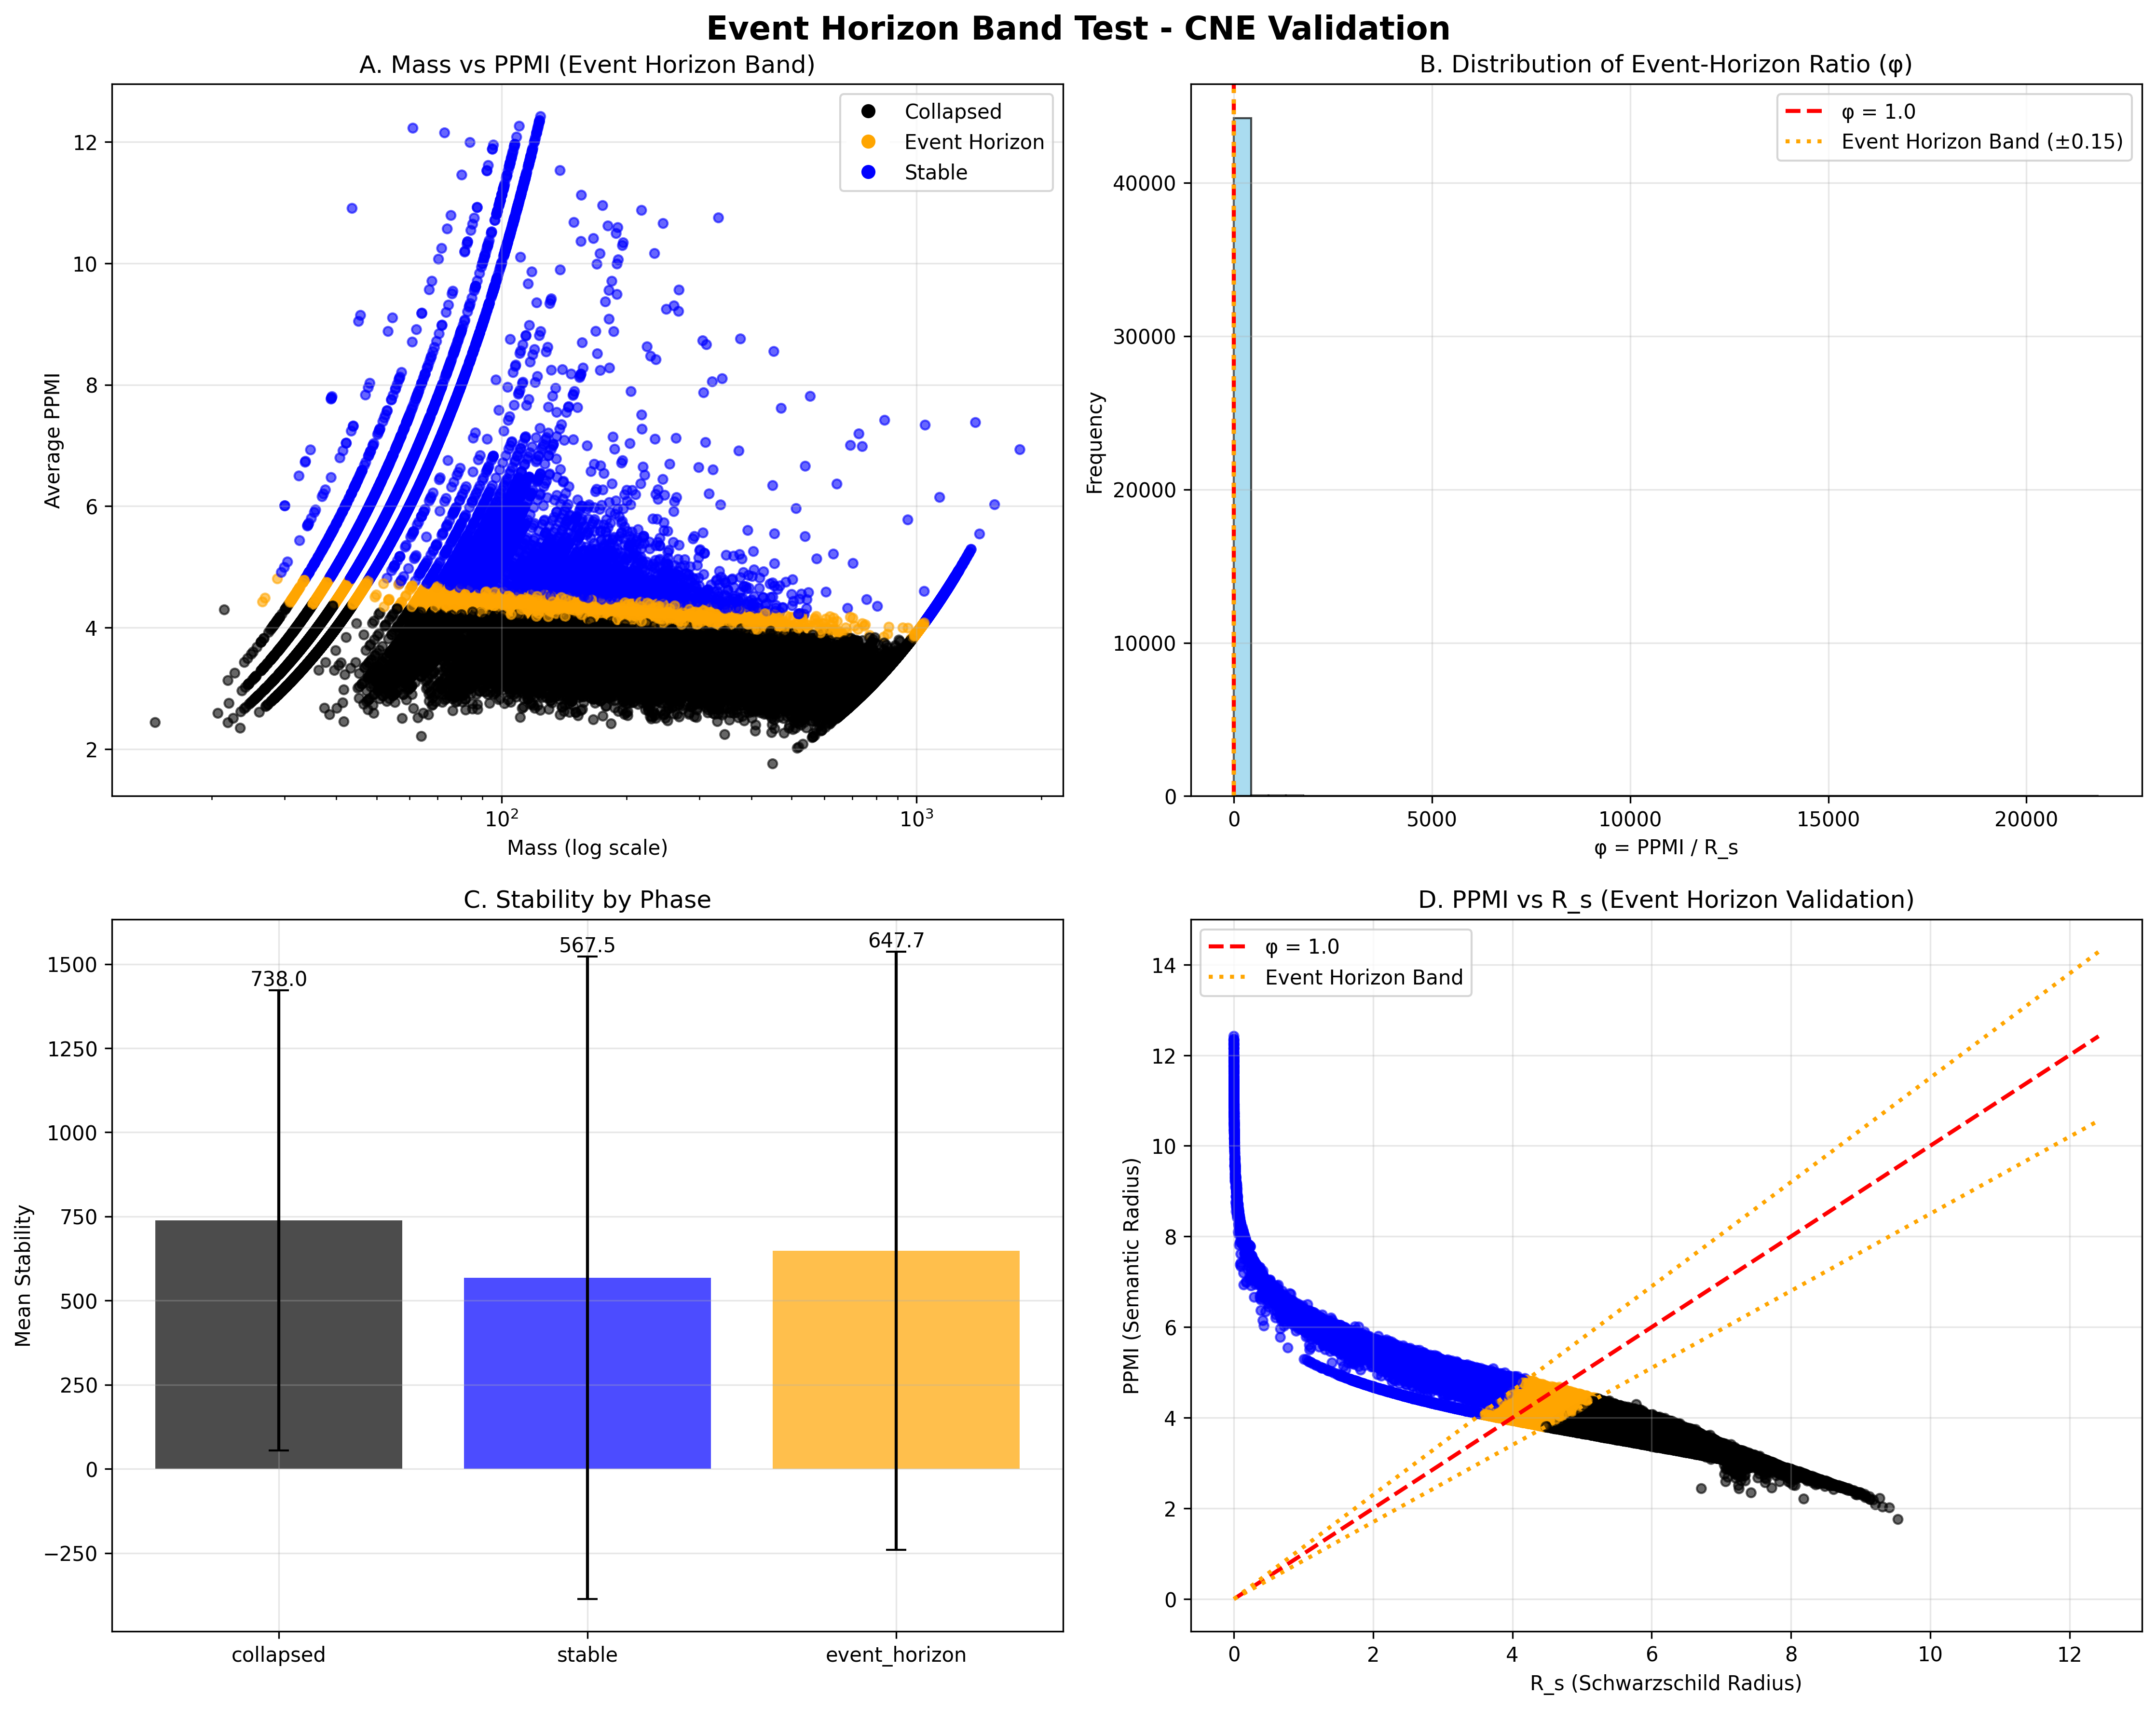 Event Horizon Band Test - CNE Validation
A. Mass vs PPMI (Event Horizon Band)
Average PPMI
12
10
8
6
4
2
Collapsed
Event Horizon
Stable
10²
10³
Mass (log scale)
B. Distribution of Event-Horizon Ratio (φ)
Frequency
40000
30000
20000
10000
0
φ = 1.0
Event Horizon Band (±0.15)
0
5000
10000
15000
20000
φ = PPMI / R_s
C. Stability by Phase
Mean Stability
1500
1250
1000
750
500
250
0
−250
738.0
567.5
647.7
collapsed
stable
event_horizon
D. PPMI vs R_s (Event Horizon Validation)
PPMI (Semantic Radius)
14
12
10
8
6
4
2
0
φ = 1.0
Event Horizon Band
0
2
4
6
8
10
12
R_s (Schwarzschild Radius)